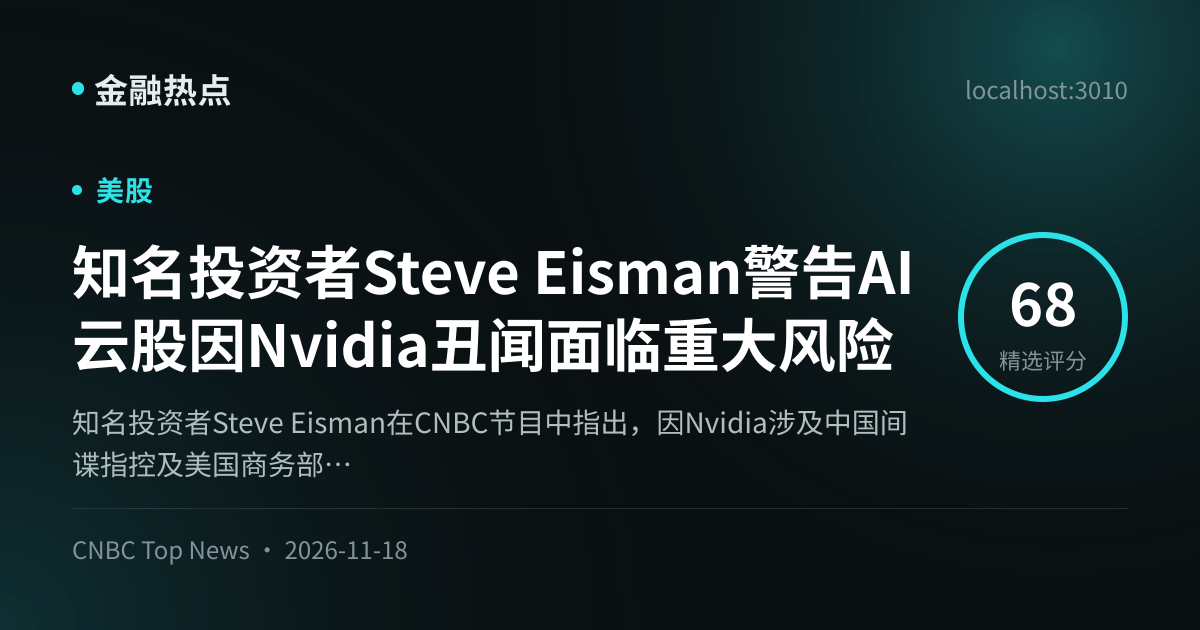 金融热点
localhost:3010
美股
知名投资者Steve Eisman警告AI
云股因Nvidia丑闻面临重大风险
68
精选评分
知名投资者Steve Eisman在CNBC节目中指出，因Nvidia涉及中国间
谍指控及美国商务部…
CNBC Top News · 2026-11-18